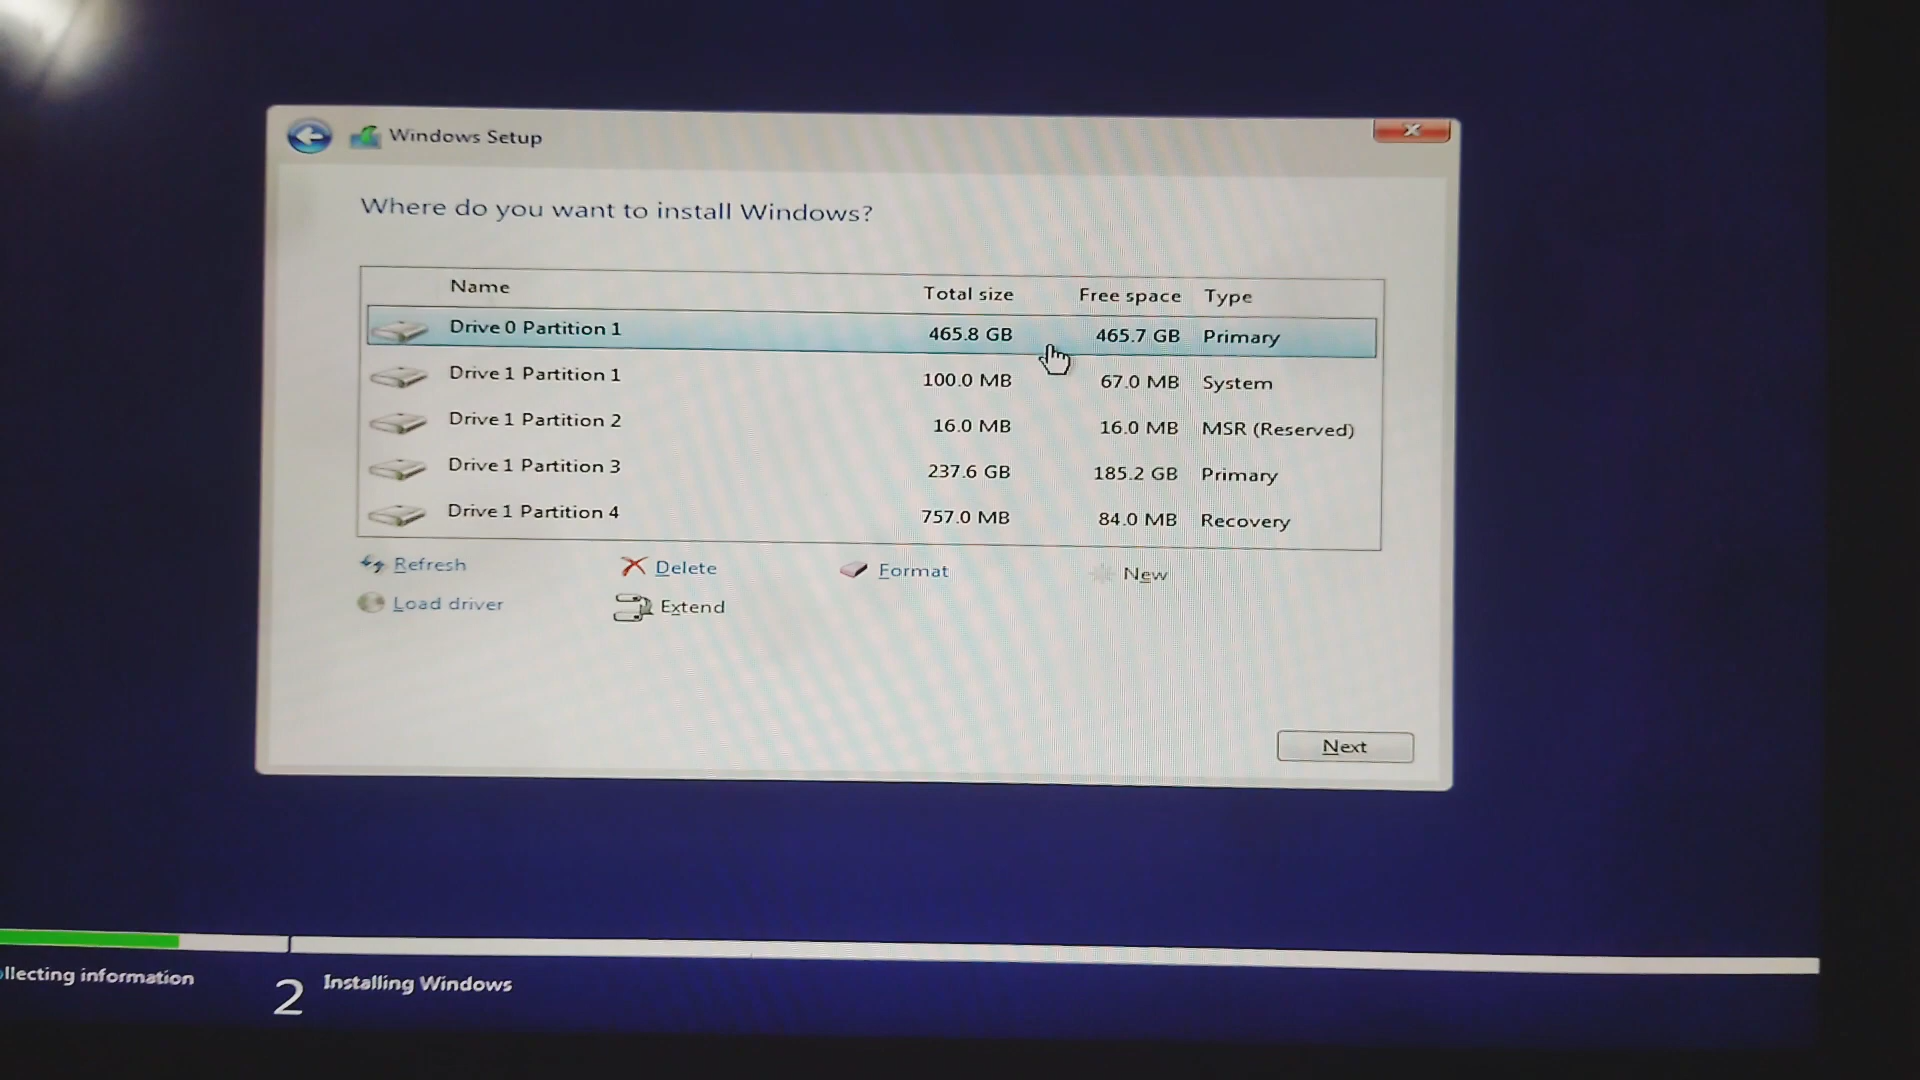 Windows Setup
Where do you want to install Windows?
Name Total size Free space Type
Drive 0 Partition 1 465.8 GB 465.7 GB Primary
Drive 1 Partition 1 100.0 MB 67.0 MB System
Drive 1 Partition 2 16.0 MB 16.0 MB MSR (Reserved)
Drive 1 Partition 3 237.6 GB 185.2 GB Primary
Drive 1 Partition 4 757.0 MB 84.0 MB Recovery
Refresh Delete Format New
Load driver Extend
Next
llecting information 2 Installing Windows